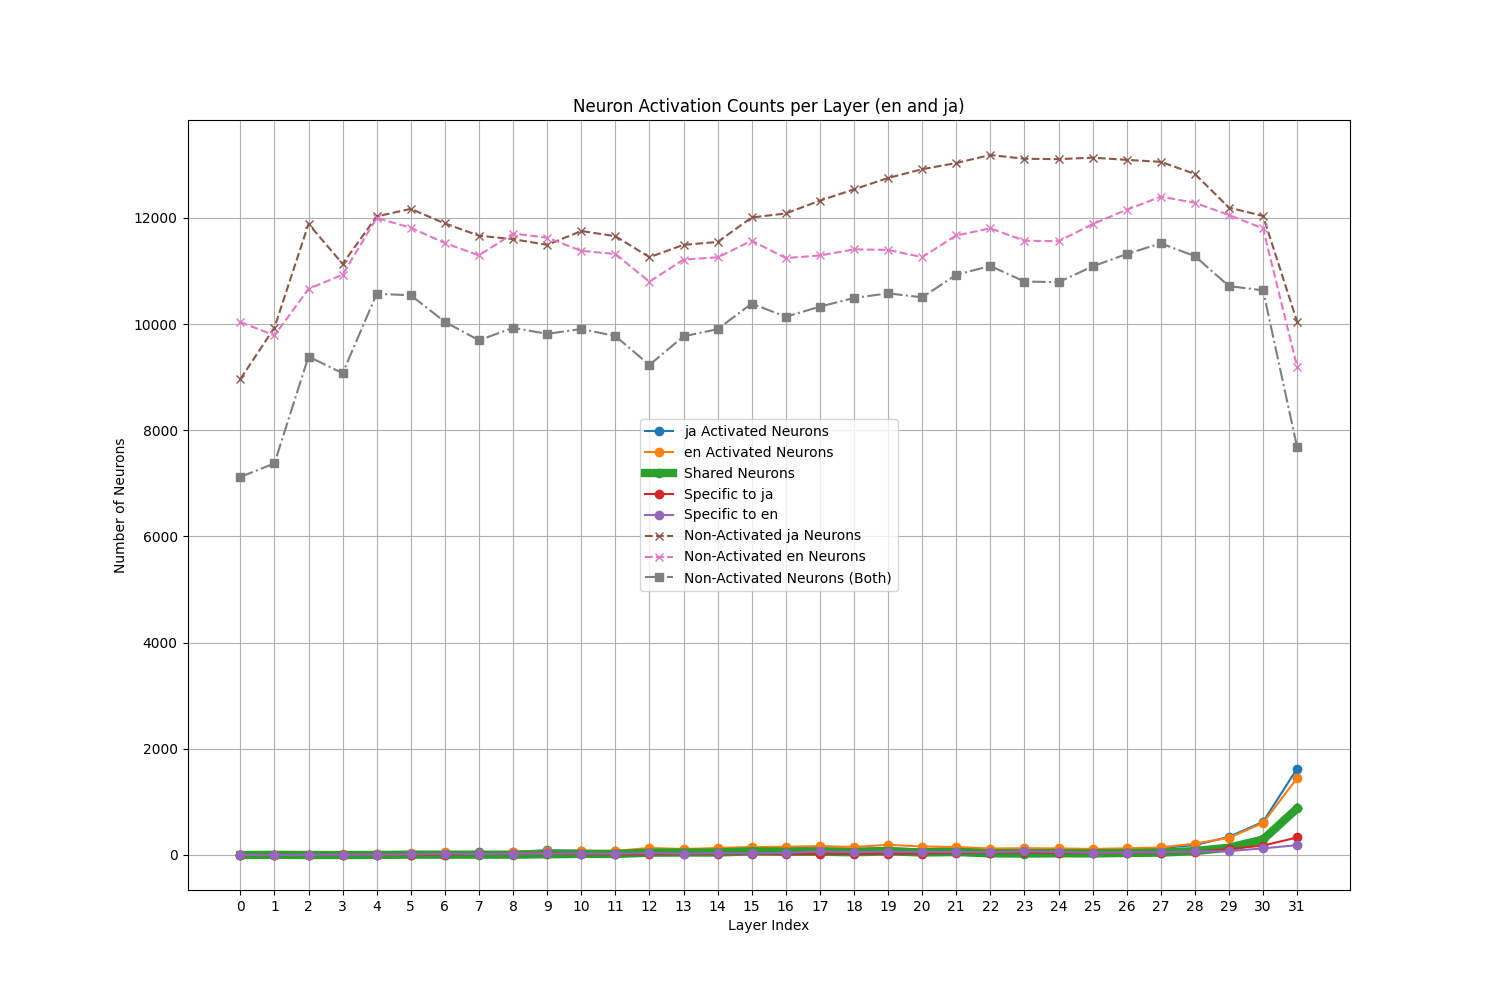 Neuron Activation Counts per Layer (en and ja)
Number of Neurons
12000
10000
8000
6000
4000
2000
0
ja Activated Neurons
en Activated Neurons
Shared Neurons
Specific to ja
Specific to en
Non-Activated ja Neurons
Non-Activated en Neurons
Non-Activated Neurons (Both)
0 1 2 3 4 5 6 7 8 9 10 11 12 13 14 15 16 17 18 19 20 21 22 23 24 25 26 27 28 29 30 31
Layer Index